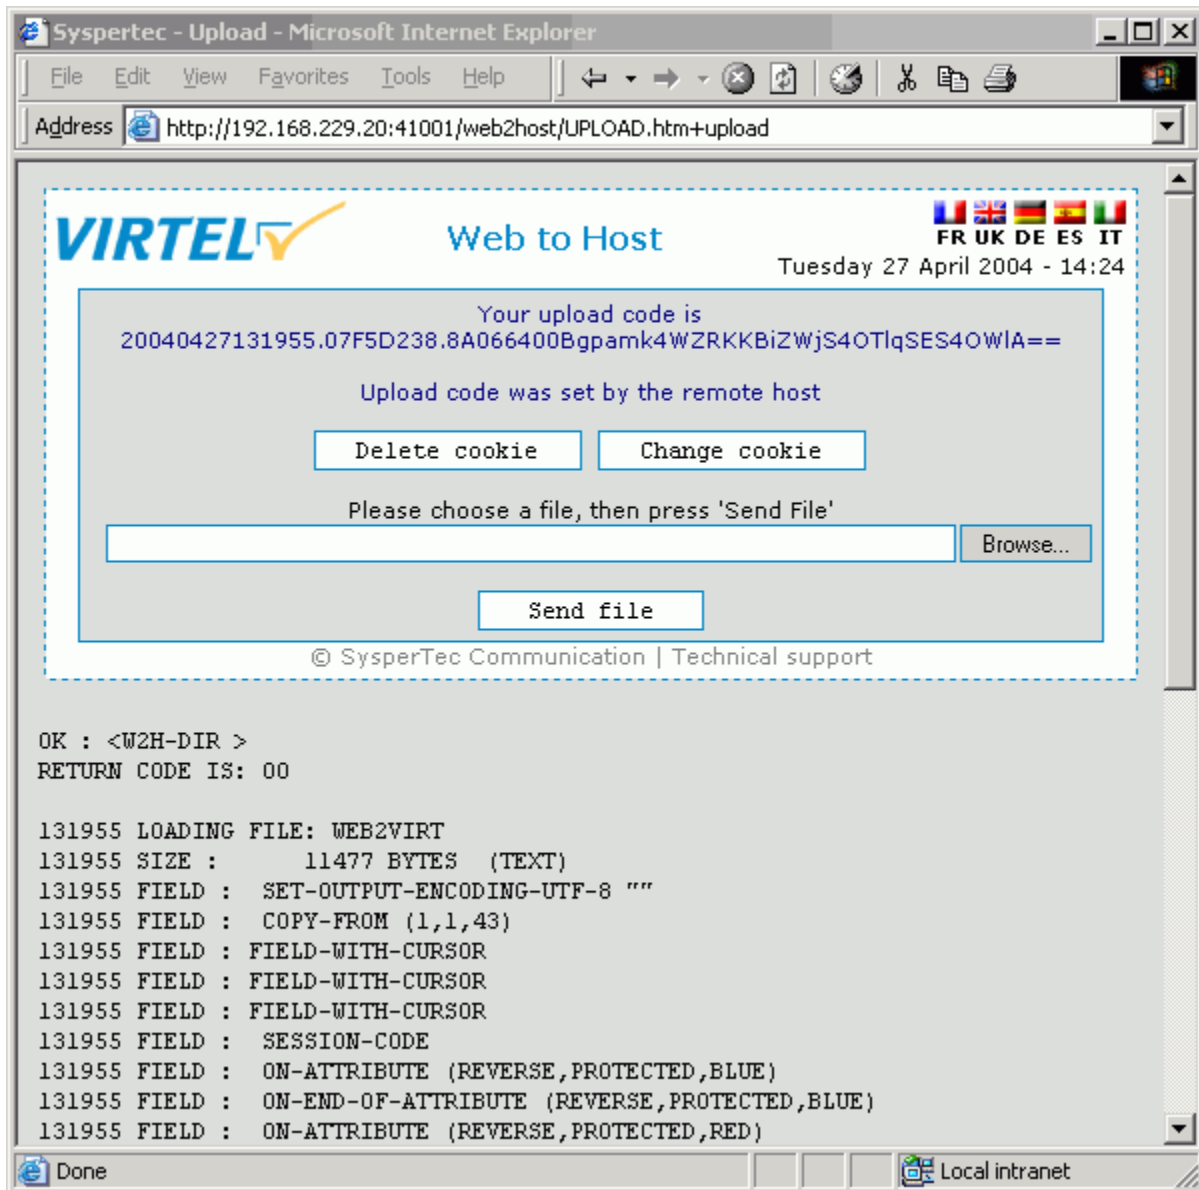 Syspertec - Upload - Microsoft Internet Explorer
File Edit View Favorites Tools Help
Address http://192.168.229.20:41001/web2host/UPLOAD.htm+upload
VIRTEL
Web to Host
FR UK DE ES IT
Tuesday 27 April 2004 - 14:24
Your upload code is
20040427131955.07F5D238.8A066400Bgpamk4WZRKKBiZWjS4OTlqSES4OWlA==
Upload code was set by the remote host
Delete cookie Change cookie
Please choose a file, then press 'Send File'
Browse...
Send file
© SysperTec Communication | Technical support
OK : <W2H-DIR >
RETURN CODE IS: 00
131955 LOADING FILE: WEB2VIRT
131955 SIZE : 11477 BYTES (TEXT)
131955 FIELD : SET-OUTPUT-ENCODING-UTF-8 ""
131955 FIELD : COPY-FROM (1,1,43)
131955 FIELD : FIELD-WITH-CURSOR
131955 FIELD : FIELD-WITH-CURSOR
131955 FIELD : FIELD-WITH-CURSOR
131955 FIELD : SESSION-CODE
131955 FIELD : ON-ATTRIBUTE (REVERSE,PROTECTED,BLUE)
131955 FIELD : ON-END-OF-ATTRIBUTE (REVERSE,PROTECTED,BLUE)
131955 FIELD : ON-ATTRIBUTE (REVERSE,PROTECTED,RED)
Done Local intranet